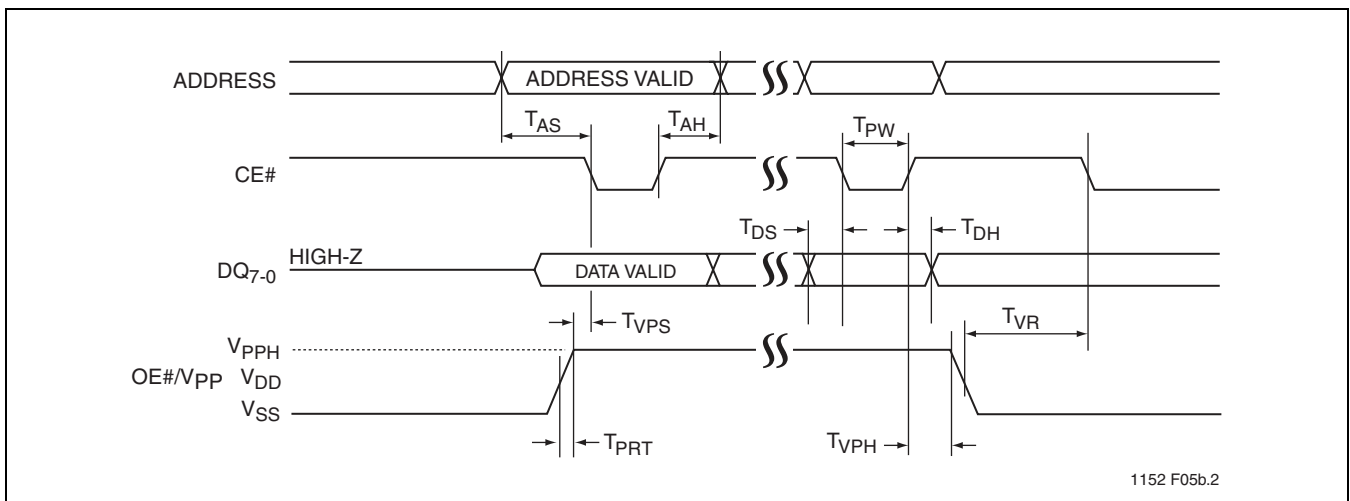 ADDRESS
ADDRESS VALID
TAS
TAH
TPW
CE#
TDS
TDH
HIGH-Z
DQ7-0
DATA VALID
TVPS
TVR
VPPH
OE#/VPP VDD
VSS
TPRT
TVPH
1152 F05b.2